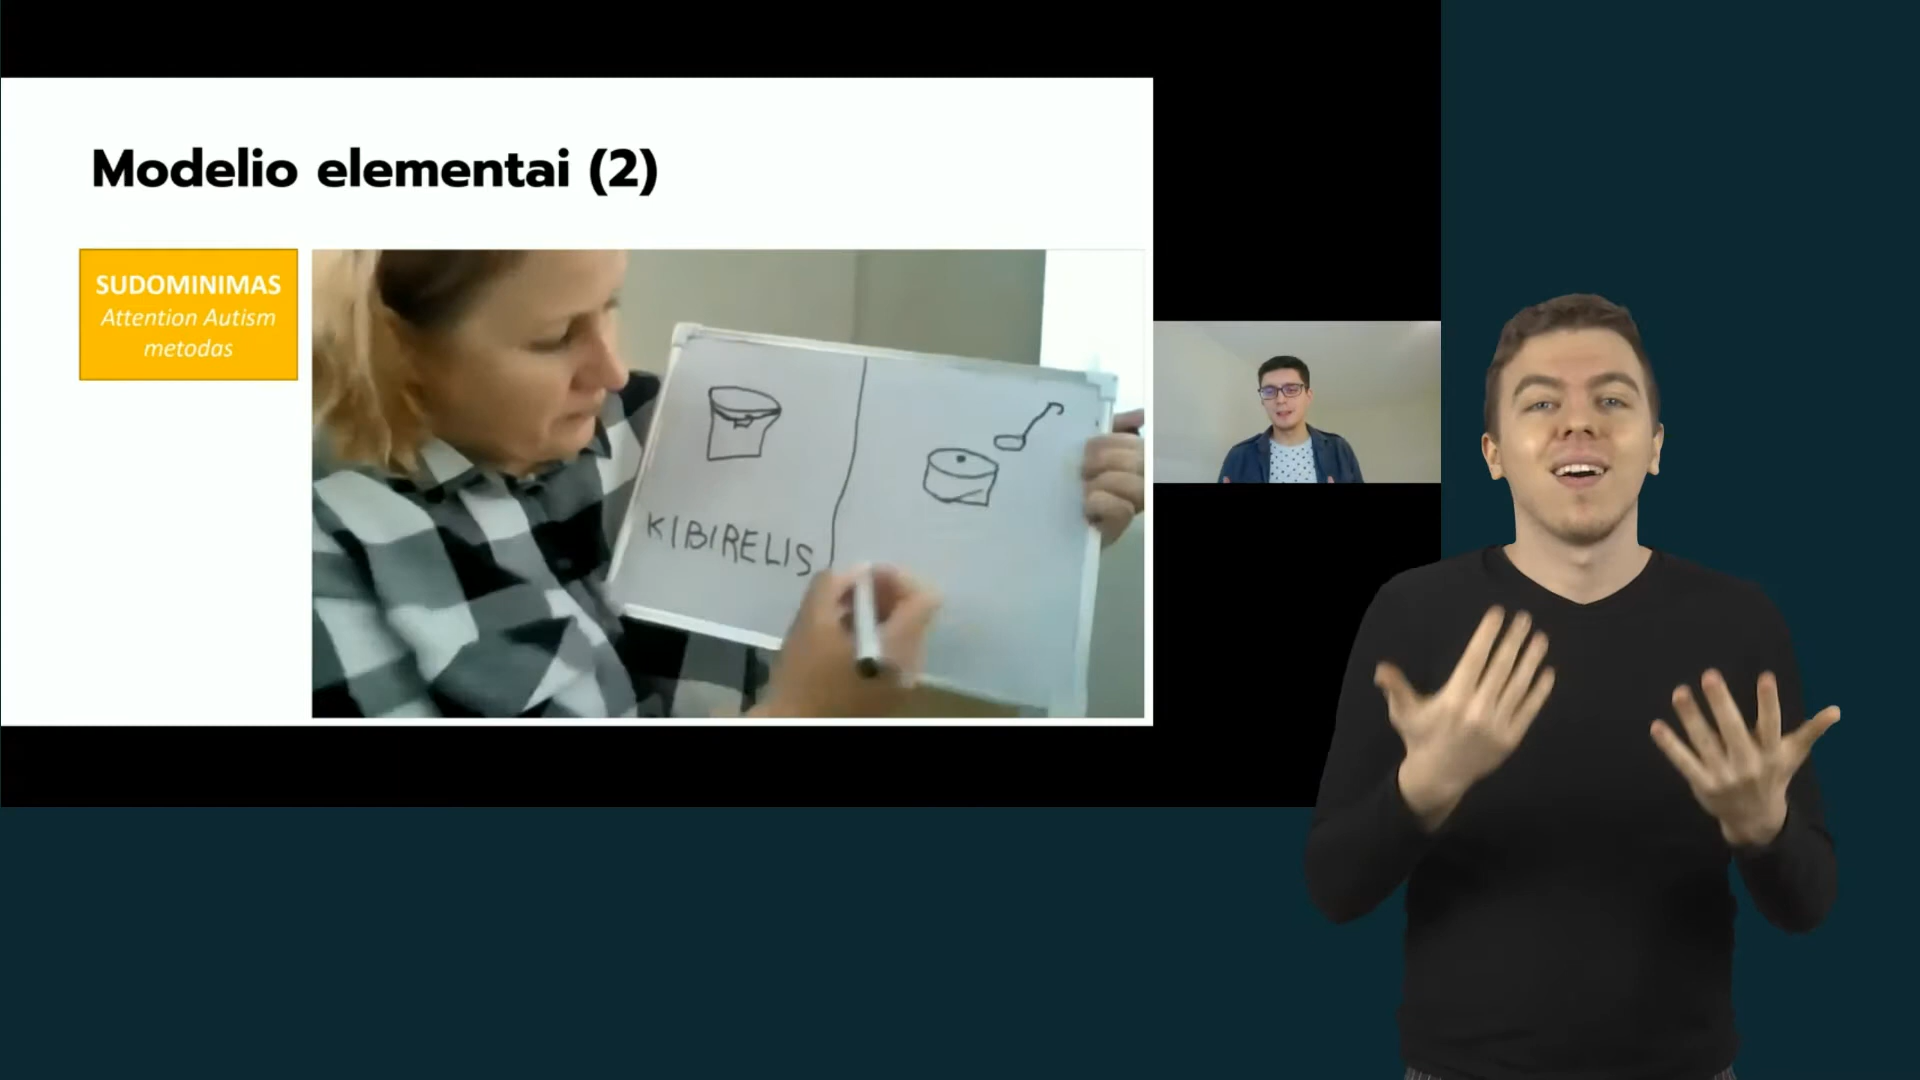 Modelio elementai (2)
SUDOMINIMAS
Attention Autism
metodas
KIBIRELIS